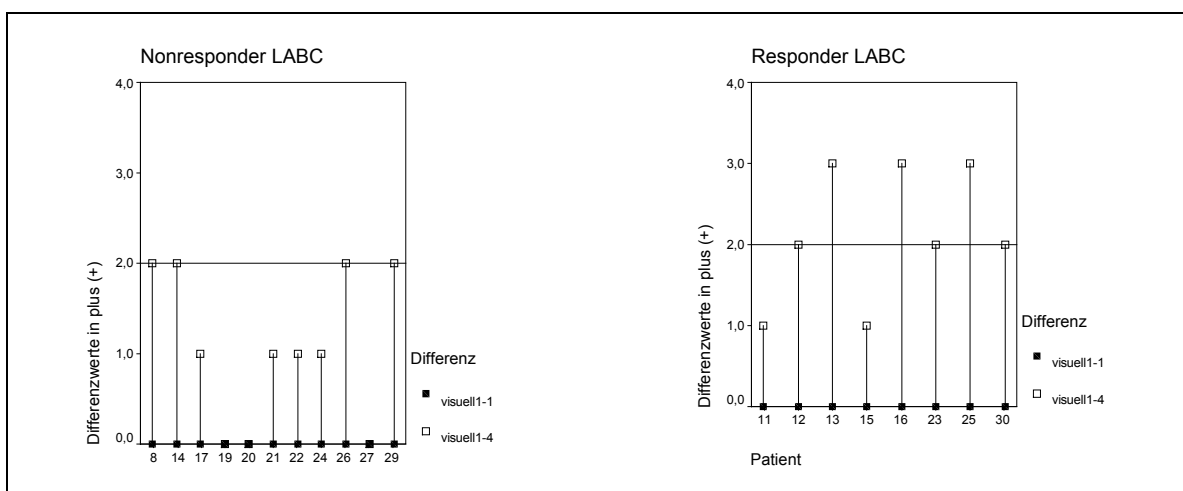 Nonresponder LABC
4,0
3,0
2,0
1,0
0,0
Differenzwerte in plus (+)
8 14 17 19 20 21 22 24 26 27 29
Differenz
visuell1-1
visuell1-4
Responder LABC
4,0
3,0
2,0
1,0
0,0
Differenzwerte in plus (+)
11 12 13 15 16 23 25 30
Patient
Differenz
visuell1-1
visuell1-4